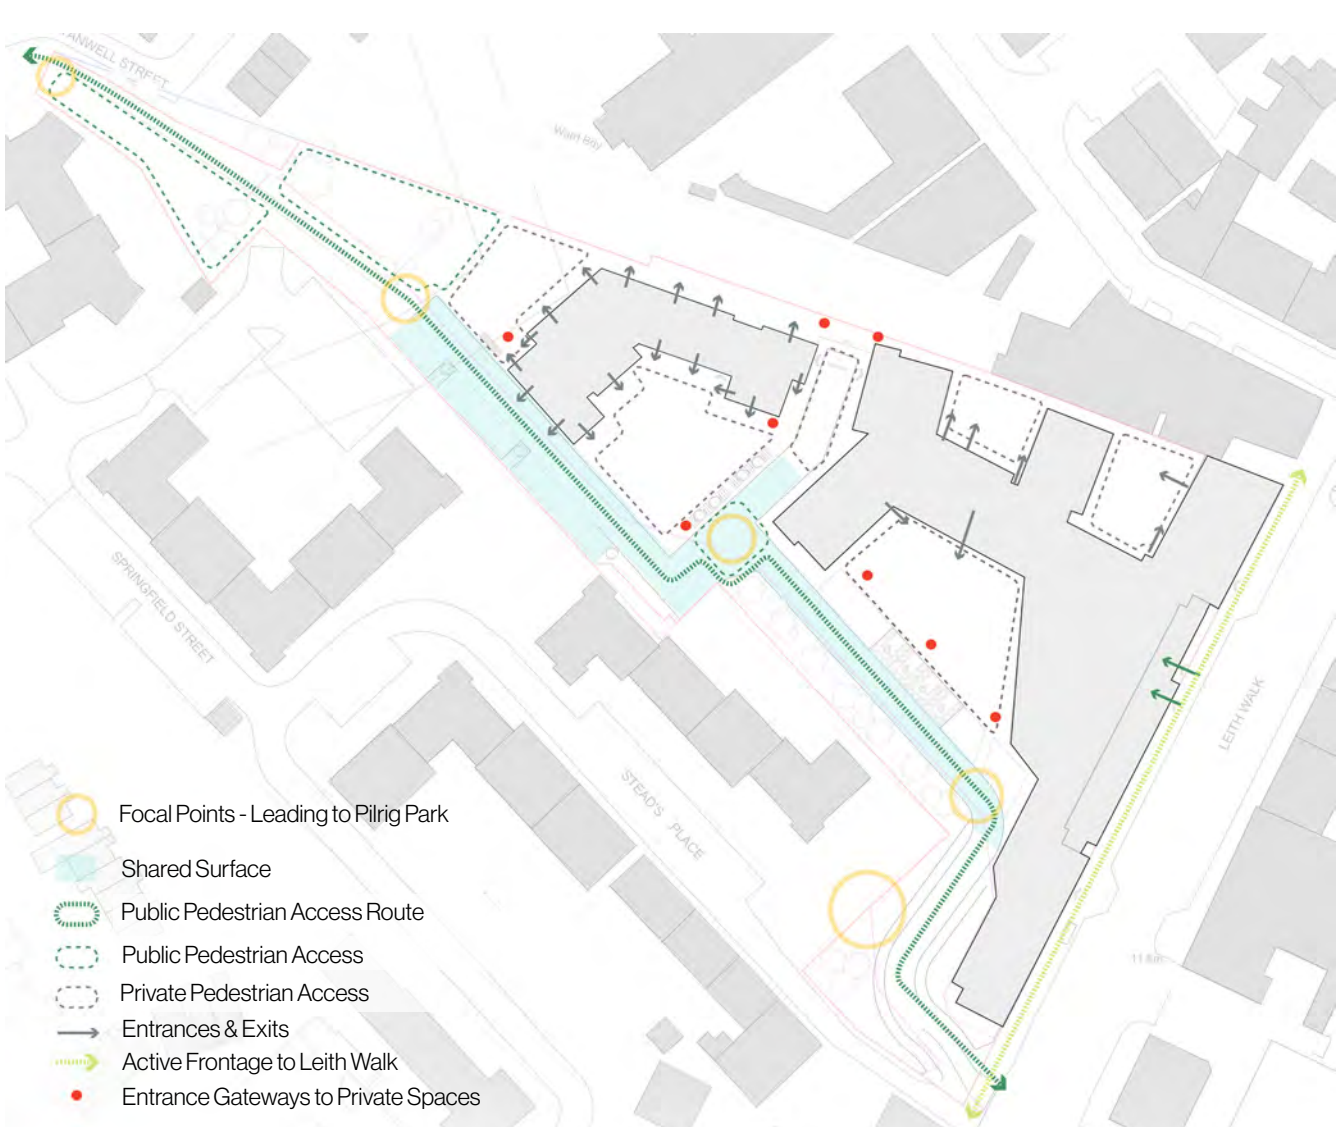 ANWELL STREET
Ward Bdy
SPRINGFIELD STREET
STEAD'S PLACE
LEITH WALK
Focal Points - Leading to Pilrig Park
Shared Surface
Public Pedestrian Access Route
Public Pedestrian Access
Private Pedestrian Access
Entrances & Exits
Active Frontage to Leith Walk
Entrance Gateways to Private Spaces